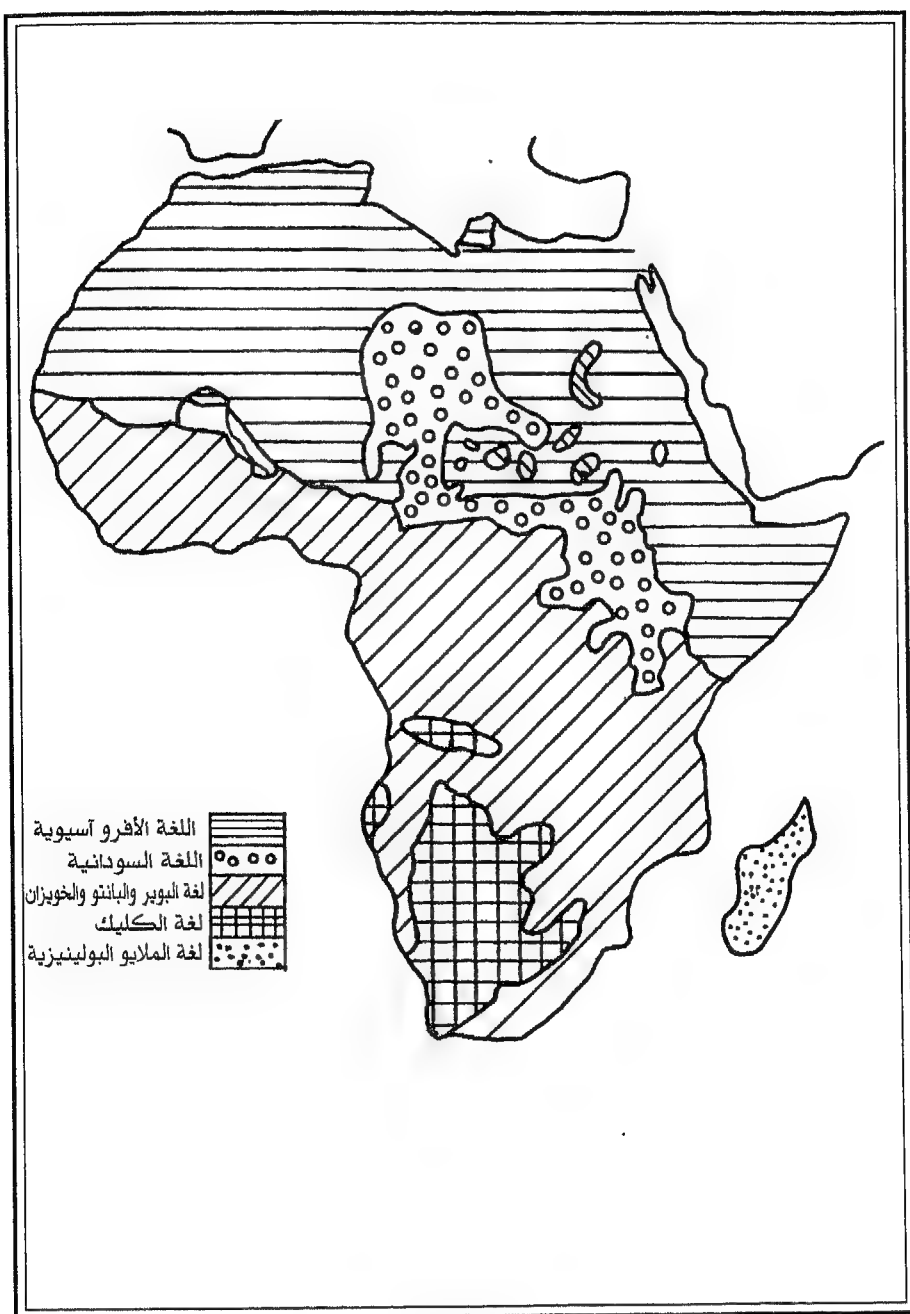 اللغة الأفرو آسيوية
اللغة السودانية
لغة البوير والبانتو والخويزان
لغة الكليك
لغة الملايو البولينيزية